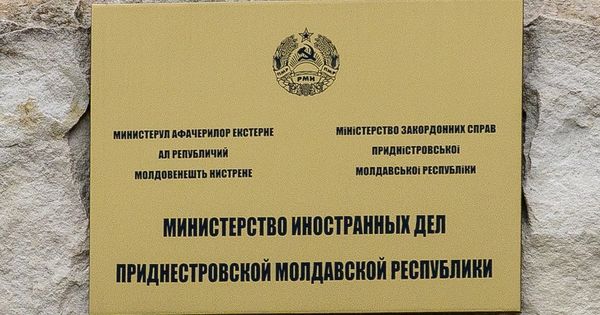 РМН
МИНИСТЕРУЛ АФАЧЕРИЛОР ЕКСТЕРНЕ
АЛ РЕПУБЛИЧИЙ
МОЛДОВЕНЕШТЬ НИСТРЕНЕ
МІНІСТЕРСТВО ЗАКОРДОННИХ СПРАВ
ПРИДНІСТРОВСЬКОЇ
МОЛДАВСЬКОЇ РЕСПУБЛІКИ
МИНИСТЕРСТВО ИНОСТРАННЫХ ДЕЛ
ПРИДНЕСТРОВСКОЙ МОЛДАВСКОЙ РЕСПУБЛИКИ